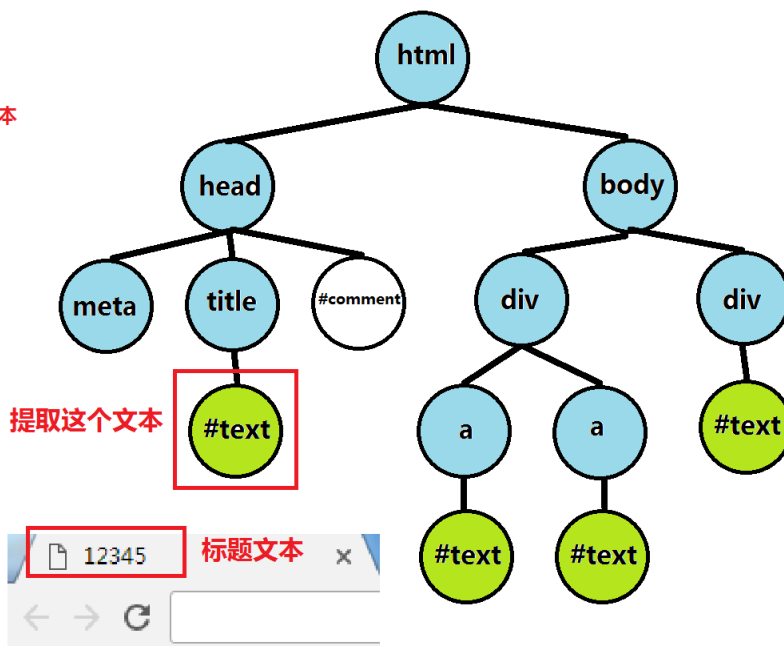 html
本
head
body
meta
title
#comment
div
div
提取这个文本
#text
a
a
#text
12345
标题文本
#text
#text